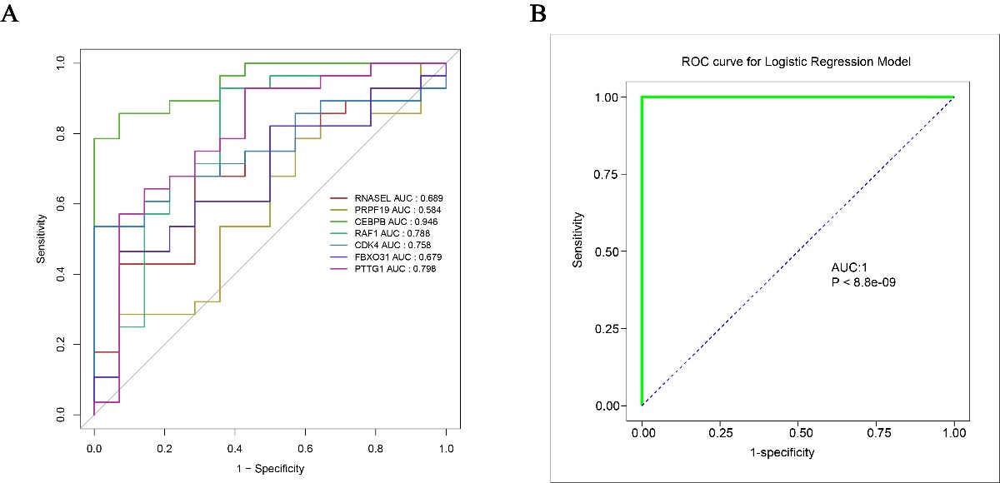 A
B
1.0
0.8
0.6
0.4
0.2
0.0
Sensitivity
RNASEL AUC : 0.689
PRPF19 AUC : 0.584
CEBPB AUC : 0.946
RAF1 AUC : 0.788
CDK4 AUC : 0.758
FBXO31 AUC : 0.679
PTTG1 AUC : 0.798
0.0 0.2 0.4 0.6 0.8 1.0
1 − Specificity
ROC curve for Logistic Regression Model
1.00
0.75
0.50
0.25
0.00
Sensitivity
AUC:1
P < 8.8e-09
0.00 0.25 0.50 0.75 1.00
1-specificity